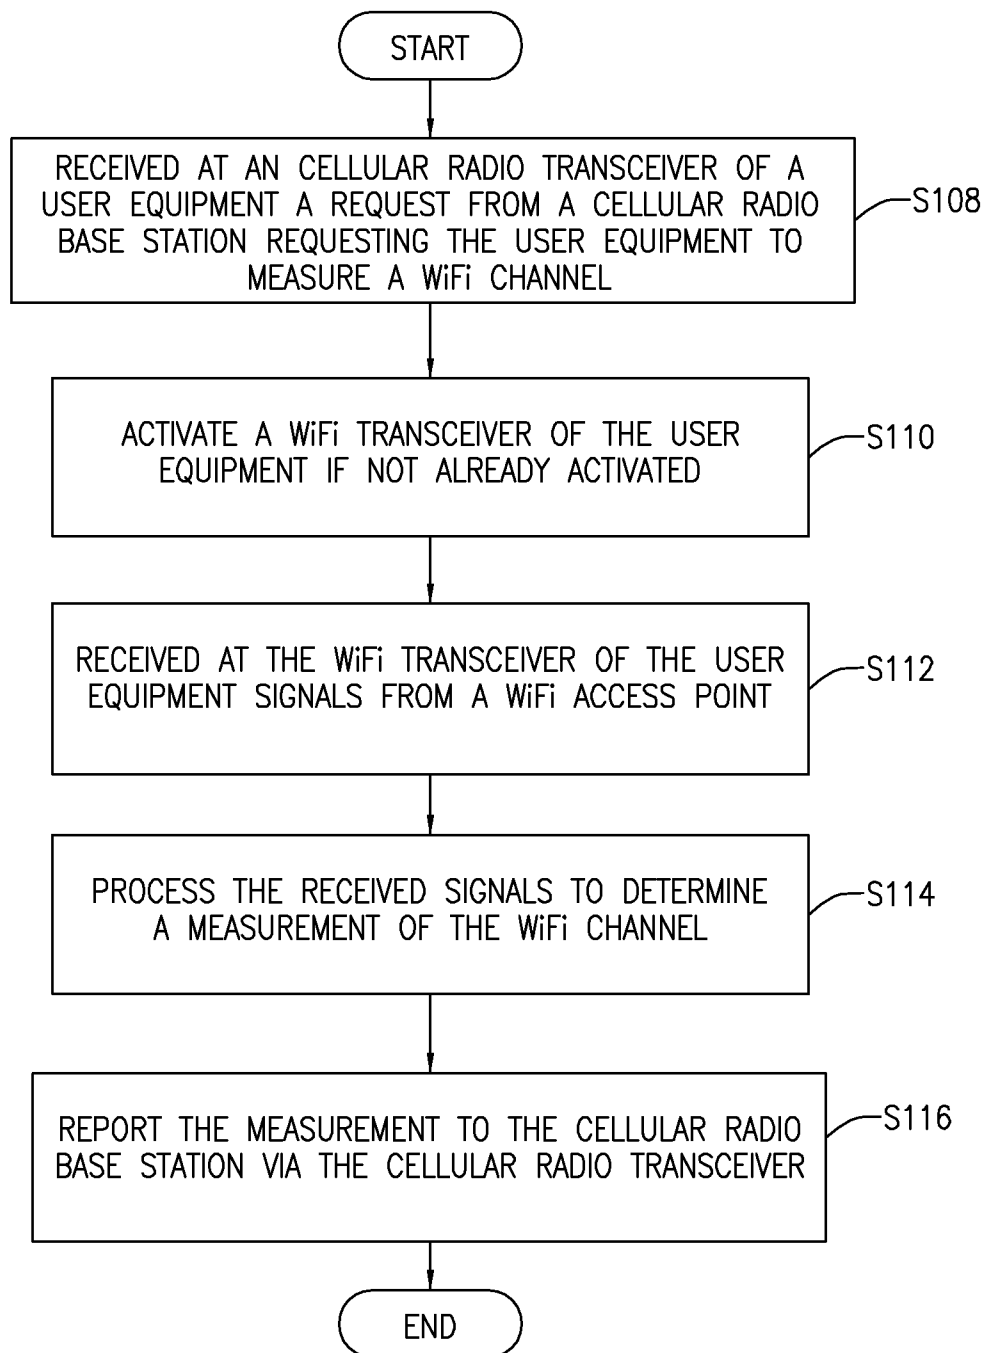 START
RECEIVED AT AN CELLULAR RADIO TRANSCEIVER OF A
USER EQUIPMENT A REQUEST FROM A CELLULAR RADIO
BASE STATION REQUESTING THE USER EQUIPMENT TO
MEASURE A WiFi CHANNEL
S108
ACTIVATE A WiFi TRANSCEIVER OF THE USER
EQUIPMENT IF NOT ALREADY ACTIVATED
S110
RECEIVED AT THE WiFi TRANSCEIVER OF THE USER
EQUIPMENT SIGNALS FROM A WiFi ACCESS POINT
S112
PROCESS THE RECEIVED SIGNALS TO DETERMINE
A MEASUREMENT OF THE WiFi CHANNEL
S114
REPORT THE MEASUREMENT TO THE CELLULAR RADIO
BASE STATION VIA THE CELLULAR RADIO TRANSCEIVER
S116
END